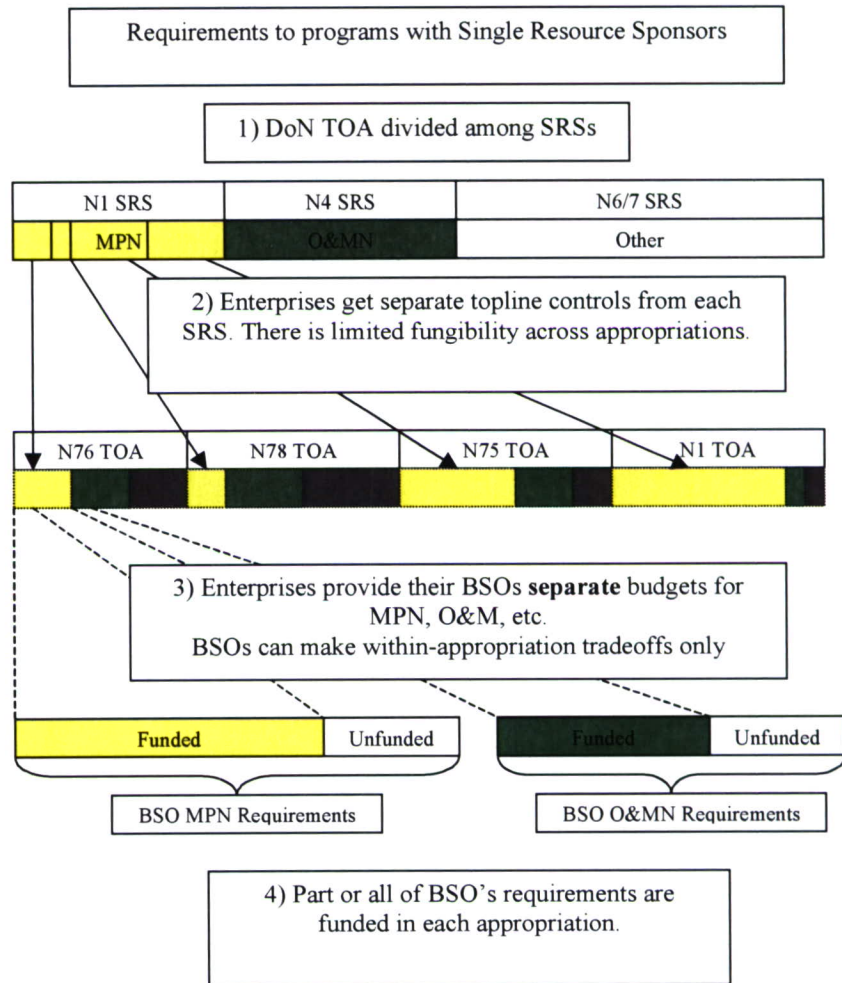 Requirements to programs with Single Resource Sponsors
1) DoN TOA divided among SRSs
N1 SRS
N4 SRS
N6/7 SRS
MPN
O&MN
Other
2) Enterprises get separate topline controls from each
SRS. There is limited fungibility across appropriations.
N76 TOA
N78 TOA
N75 TOA
N1 TOA
3) Enterprises provide their BSOs separate budgets for
MPN, O&M, etc.
BSOs can make within-appropriation tradeoffs only
Funded
Unfunded
Funded
Unfunded
BSO MPN Requirements
BSO O&MN Requirements
4) Part or all of BSO's requirements are
funded in each appropriation.